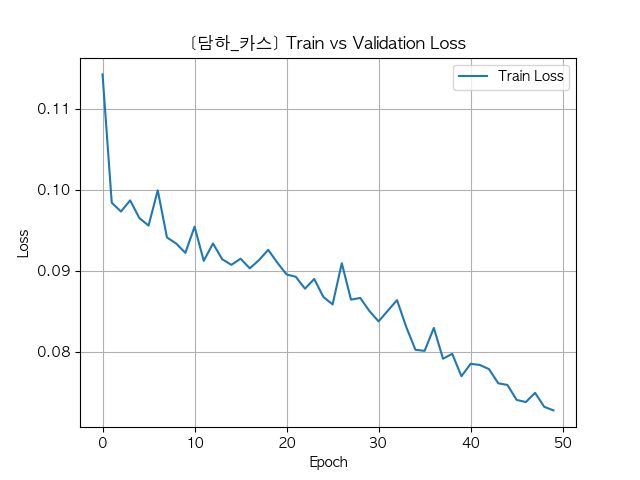 [담하_카스] Train vs Validation Loss
Train Loss
0.11
0.10
0.09
0.08
Loss
0 10 20 30 40 50
Epoch